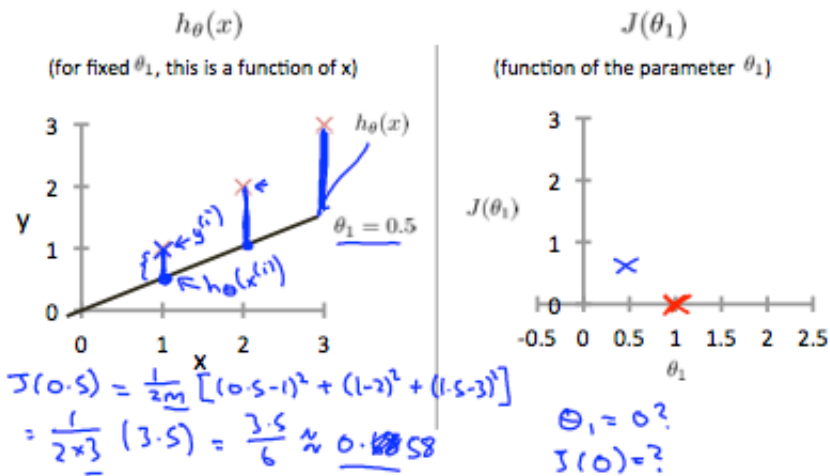 hθ(x)
(for fixed θ₁, this is a function of x)
3
2
1
0
y
0 1 2 3
x
y⁽ⁱ⁾
hθ(x⁽ⁱ⁾)
hθ(x)
θ₁ = 0.5
J(0.5) = 1/2m [(0.5-1)² + (1-2)² + (1.5-3)²]
= 1/2×3 (3.5) = 3.5/6 ≈ 0.58
J(θ₁)
(function of the parameter θ₁)
3
2
1
0
J(θ₁)
-0.5 0 0.5 1 1.5 2 2.5
θ₁
θ₁ = 0?
J(0) = ?